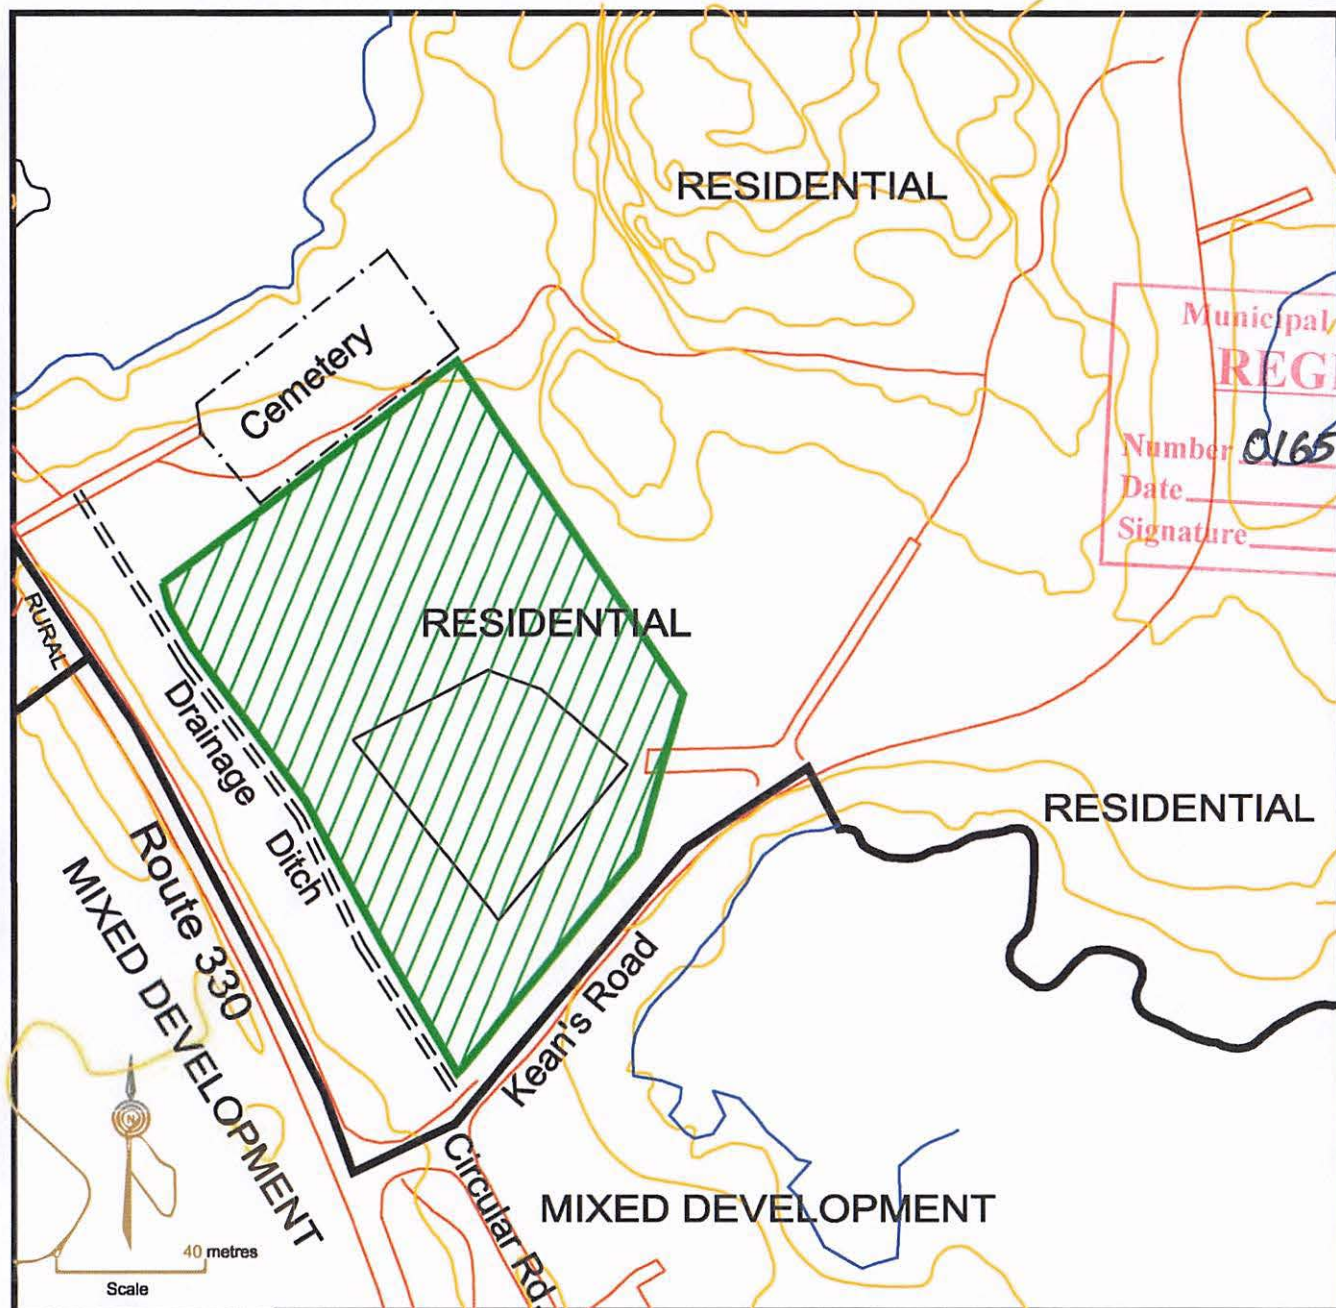 RESIDENTIAL
Municipal
REGI
Cemetery
Number 0165
Date
Signature
RURAL
RESIDENTIAL
Drainage Ditch
RESIDENTIAL
Route 330
MIXED DEVELOPMENT
Kean's Road
N
Circular Rd.
MIXED DEVELOPMENT
40 metres
Scale